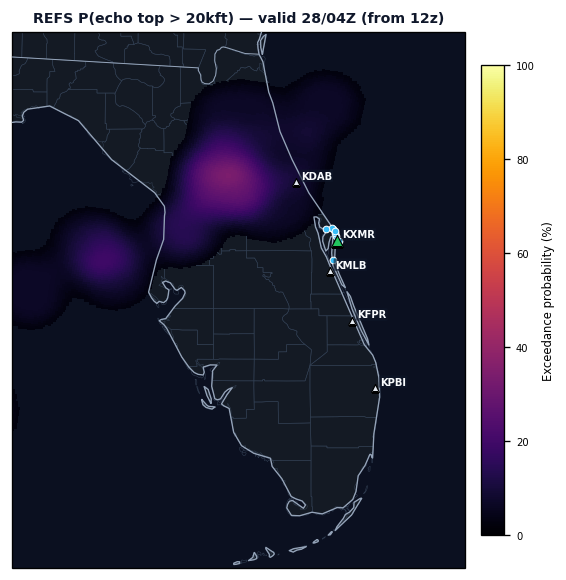 REFS P(echo top > 20kft) — valid 28/04Z (from 12z)
KDAB
KXMR
KMLB
KFPR
KPBI
100
80
60
40
20
0
Exceedance probability (%)